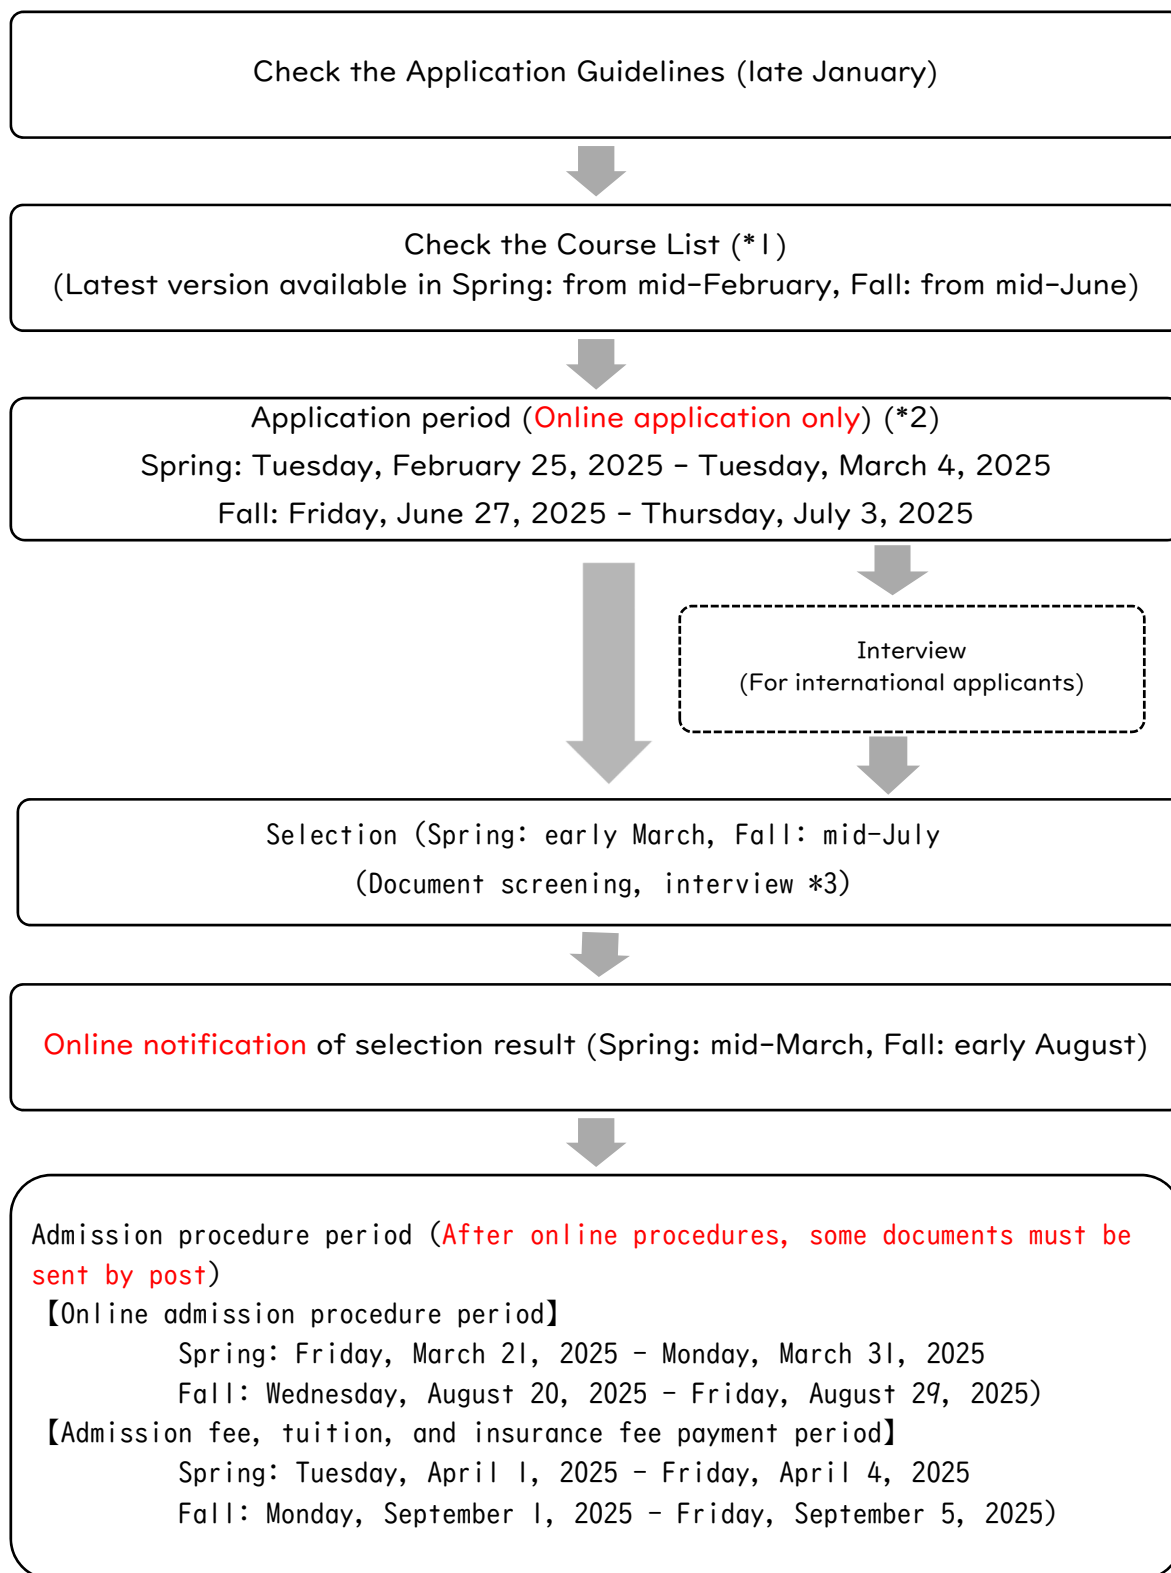 Check the Application Guidelines (late January)
Check the Course List (*1)
(Latest version available in Spring: from mid-February, Fall: from mid-June)
Application period (Online application only) (*2)
Spring: Tuesday, February 25, 2025 – Tuesday, March 4, 2025
Fall: Friday, June 27, 2025 – Thursday, July 3, 2025
Interview
(For international applicants)
Selection (Spring: early March, Fall: mid-July
(Document screening, interview *3)
Online notification of selection result (Spring: mid-March, Fall: early August)
Admission procedure period (After online procedures, some documents must be
sent by post)
【Online admission procedure period】
Spring: Friday, March 21, 2025 – Monday, March 31, 2025
Fall: Wednesday, August 20, 2025 – Friday, August 29, 2025)
【Admission fee, tuition, and insurance fee payment period】
Spring: Tuesday, April 1, 2025 – Friday, April 4, 2025
Fall: Monday, September 1, 2025 – Friday, September 5, 2025)